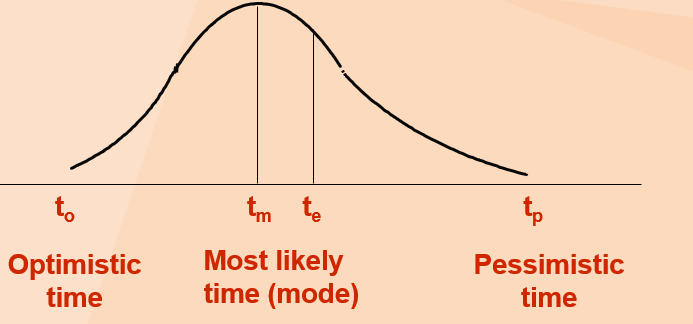 tₒ tₘ tₑ tₚ
Optimistic
time
Most likely
time (mode)
Pessimistic
time